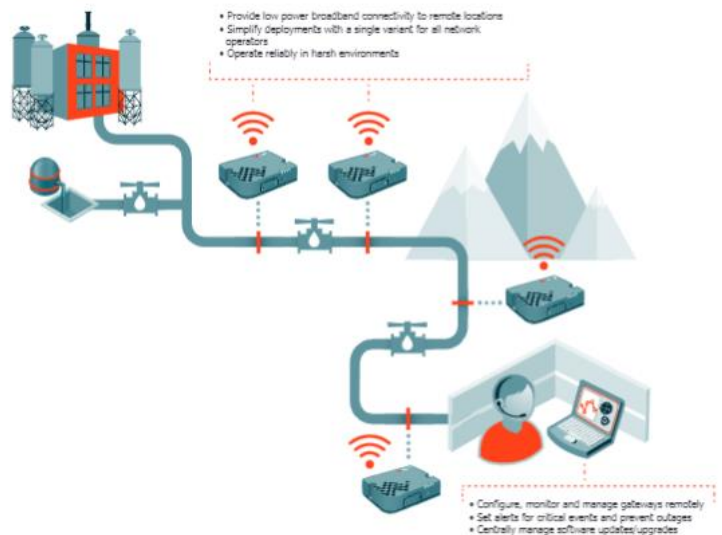 • Provide low power broadband connectivity to remote locations
• Simplify deployments with a single variant for all network
operators
• Operate reliably in harsh environments
• Configure, monitor and manage gateways remotely
• Set alerts for critical events and prevent outages
• Centrally manage software updates/upgrades